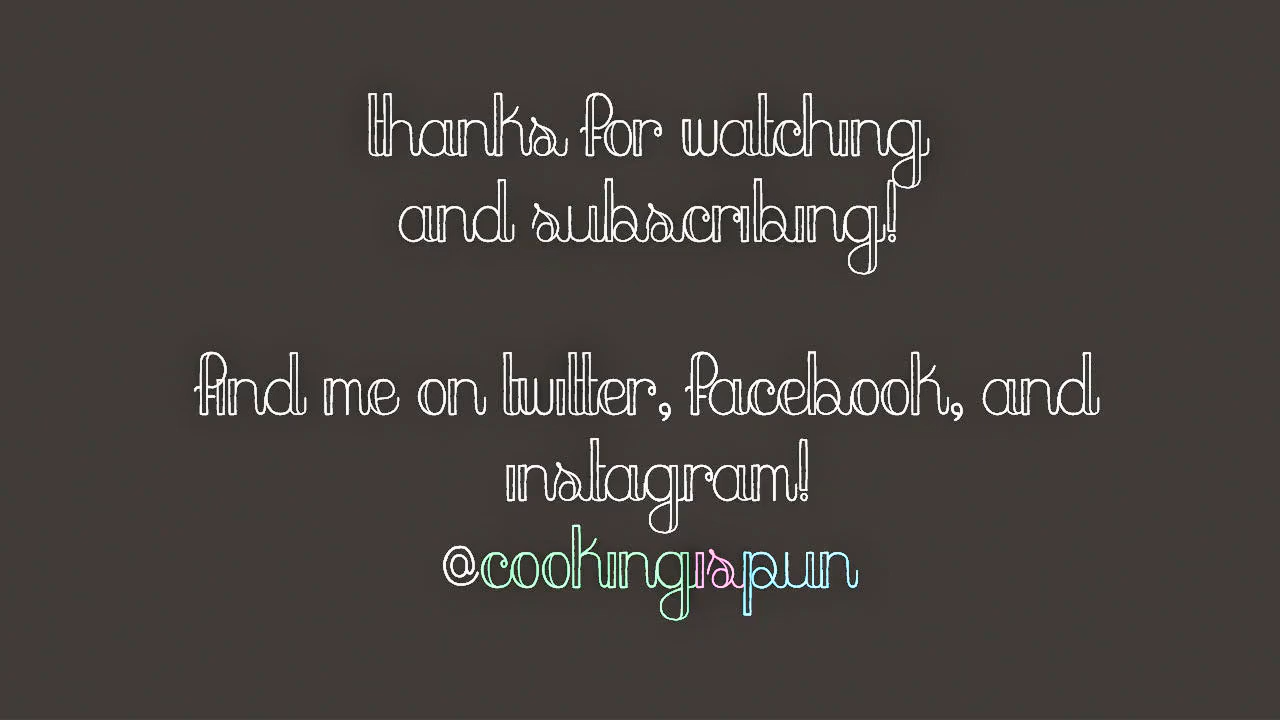 thanks for watching
and subscribing!
find me on twitter, facebook, and
instagram!
@cookingispun